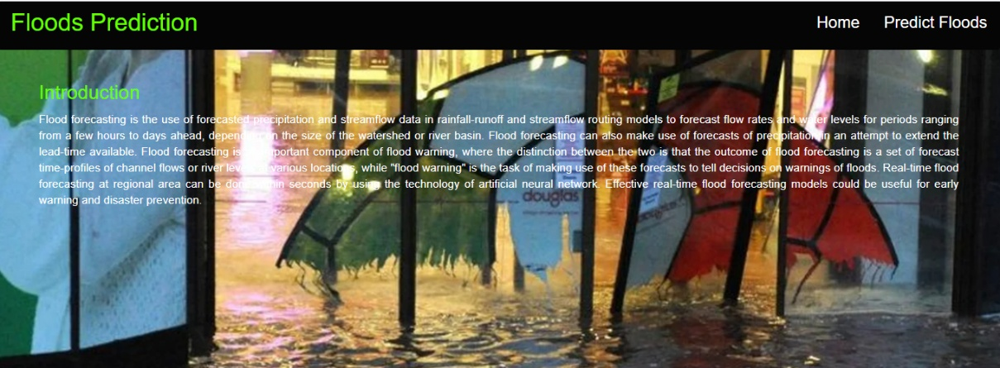 Floods Prediction
Home Predict Floods
Introduction
Flood forecasting is the use of forecasted precipitation and streamflow data in rainfall-runoff and streamflow routing models to forecast flow rates and water levels for periods ranging
from a few hours to days ahead, depending on the size of the watershed or river basin. Flood forecasting can also make use of forecasts of precipitation in an attempt to extend the
lead-time available. Flood forecasting is an important component of flood warning, where the distinction between the two is that the outcome of flood forecasting is a set of forecast
time-profiles of channel flows or river levels at various locations, while "flood warning" is the task of making use of these forecasts to tell decisions on warnings of floods. Real-time flood
forecasting at regional area can be done within seconds by using the technology of artificial neural network. Effective real-time flood forecasting models could be useful for early
warning and disaster prevention.
douglas